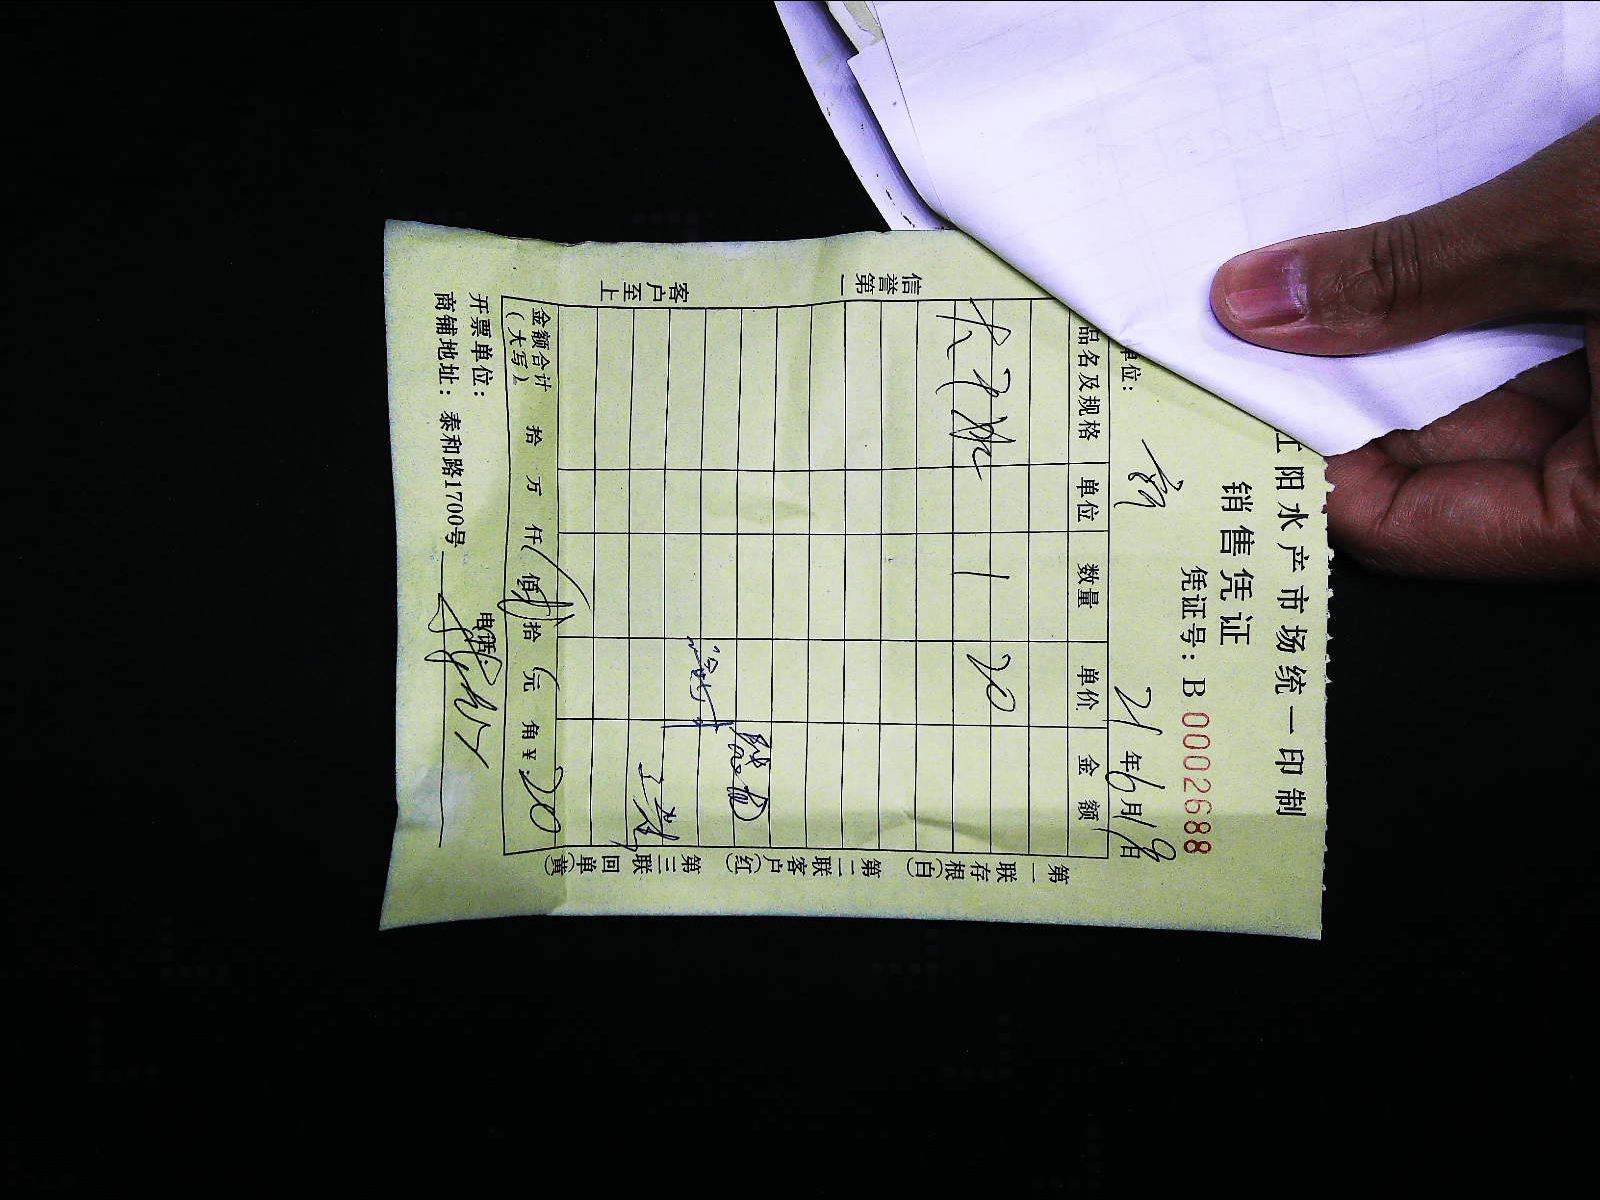 江阳水产市场统一印制
销售凭证
凭证号：B 0002688
单位： 21年6月19日
品名及规格 单位 数量 单价 金额
1 20
信誉第一
客户至上
第一联存根(白) 第二联客户(红) 第三联回单(黄)
金额合计（大写） 拾 万 仟 佰 贰拾 元 角 ¥20
开票单位： 电话：
商铺地址：泰和路1700号